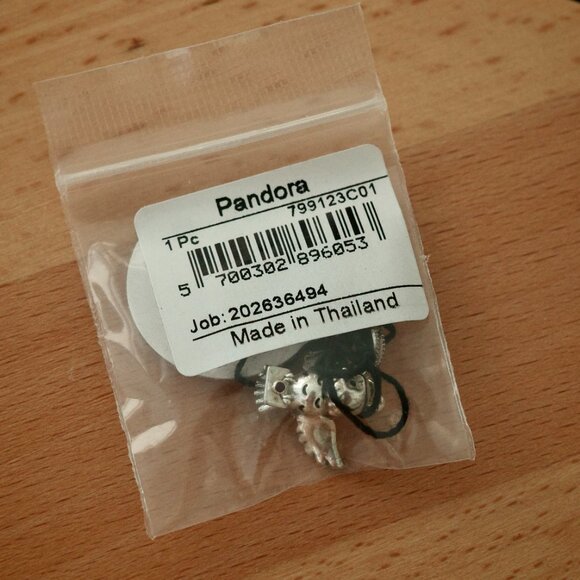 Pandora
799123C01
1 Pc
5 700302 896053
Job: 202636494
Made in Thailand